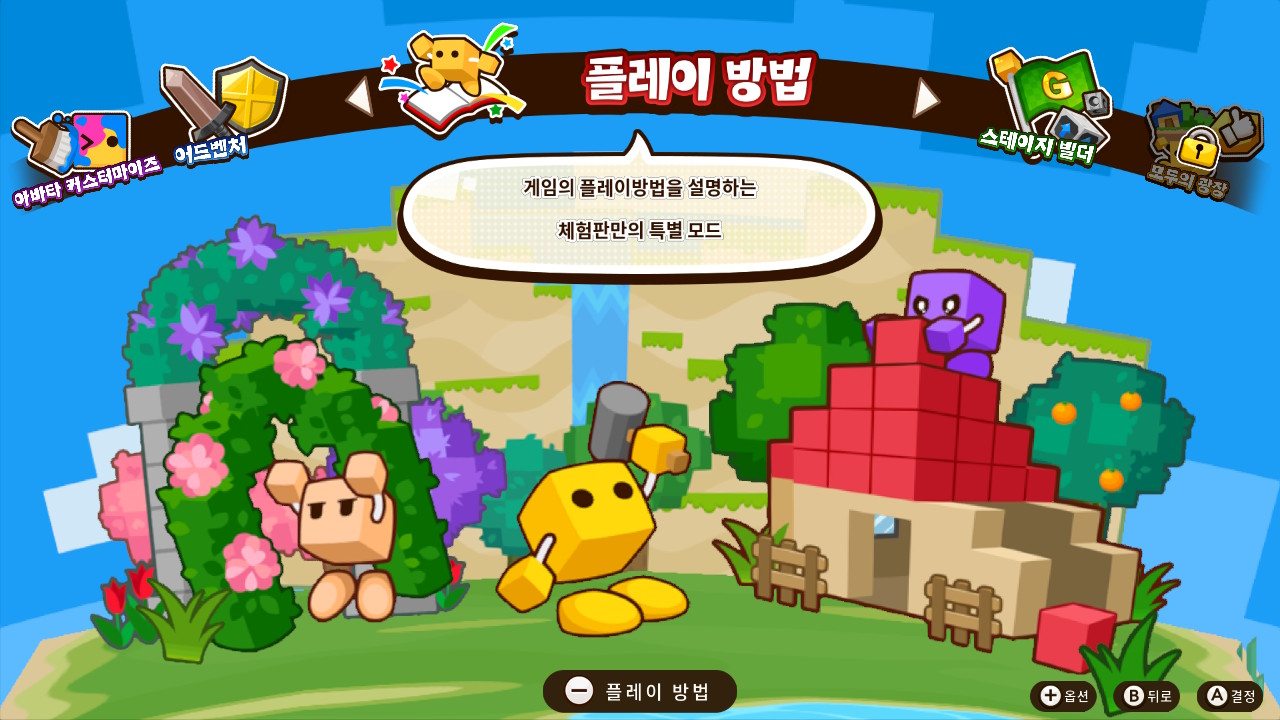 플레이 방법
아바타 커스터마이즈
어드벤처
스테이지 빌더
모두의 광장
G
게임의 플레이방법을 설명하는
체험판만의 특별 모드
플레이 방법
옵션
B 뒤로
A 결정